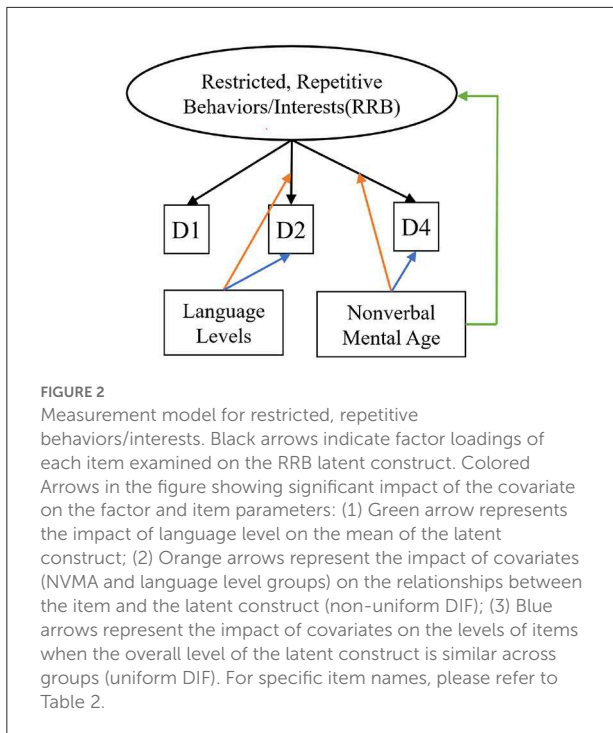 Restricted, Repetitive
Behaviors/Interests(RRB)
D1
D2
D4
Language
Levels
Nonverbal
Mental Age
FIGURE 2
Measurement model for restricted, repetitive
behaviors/interests. Black arrows indicate factor loadings of
each item examined on the RRB latent construct. Colored
Arrows in the figure showing significant impact of the covariate
on the factor and item parameters: (1) Green arrow represents
the impact of language level on the mean of the latent
construct; (2) Orange arrows represent the impact of covariates
(NVMA and language level groups) on the relationships between
the item and the latent construct (non-uniform DIF); (3) Blue
arrows represent the impact of covariates on the levels of items
when the overall level of the latent construct is similar across
groups (uniform DIF). For specific item names, please refer to
Table 2.